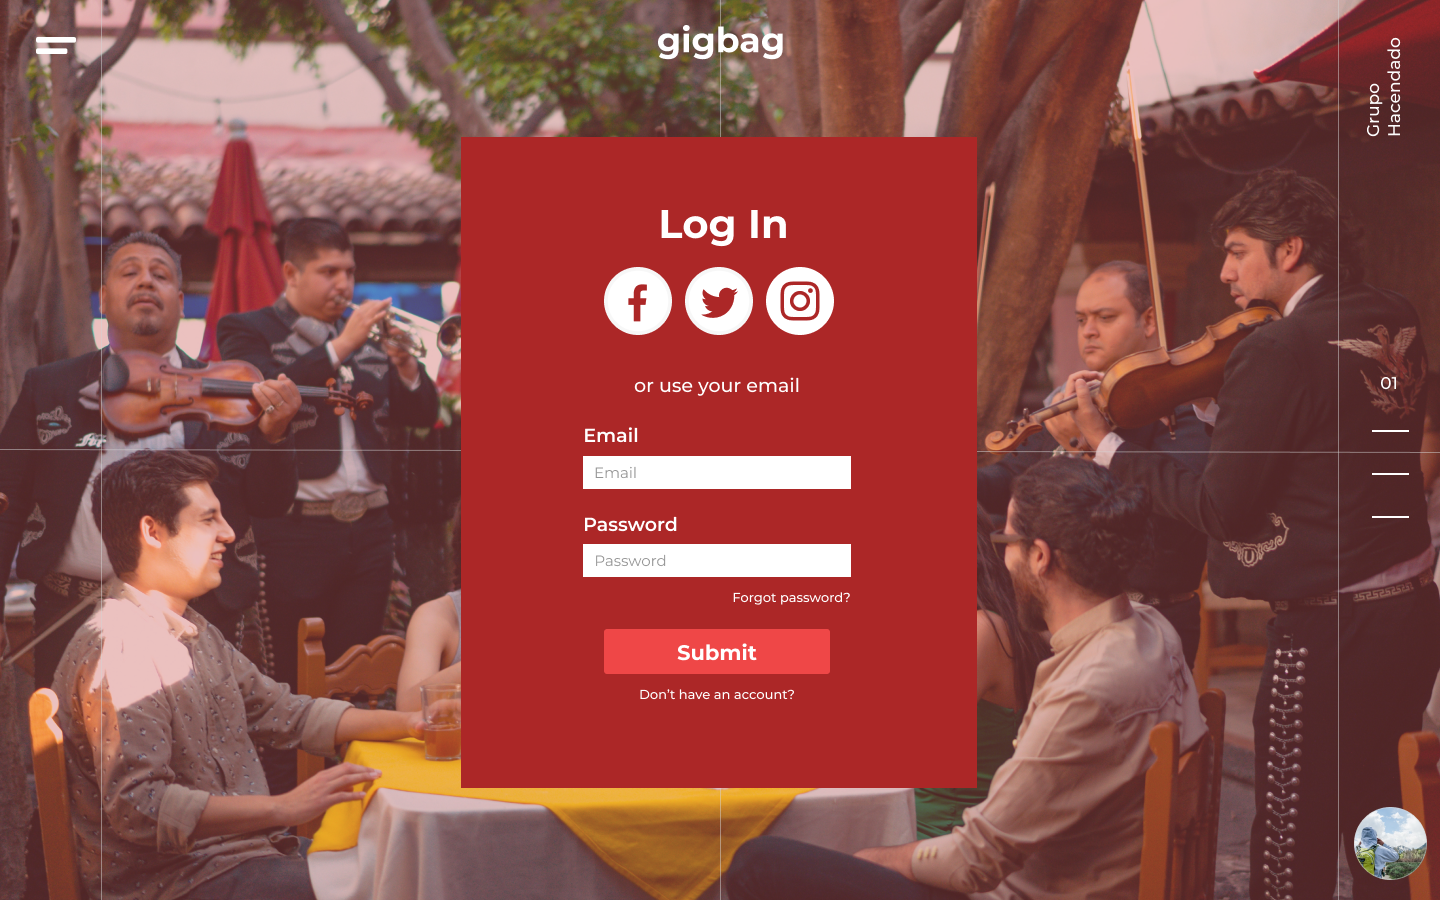 gigbag
Grupo
Hacendado
Log In
or use your email
Email
Email
Password
Password
Forgot password?
Submit
Don't have an account?
01